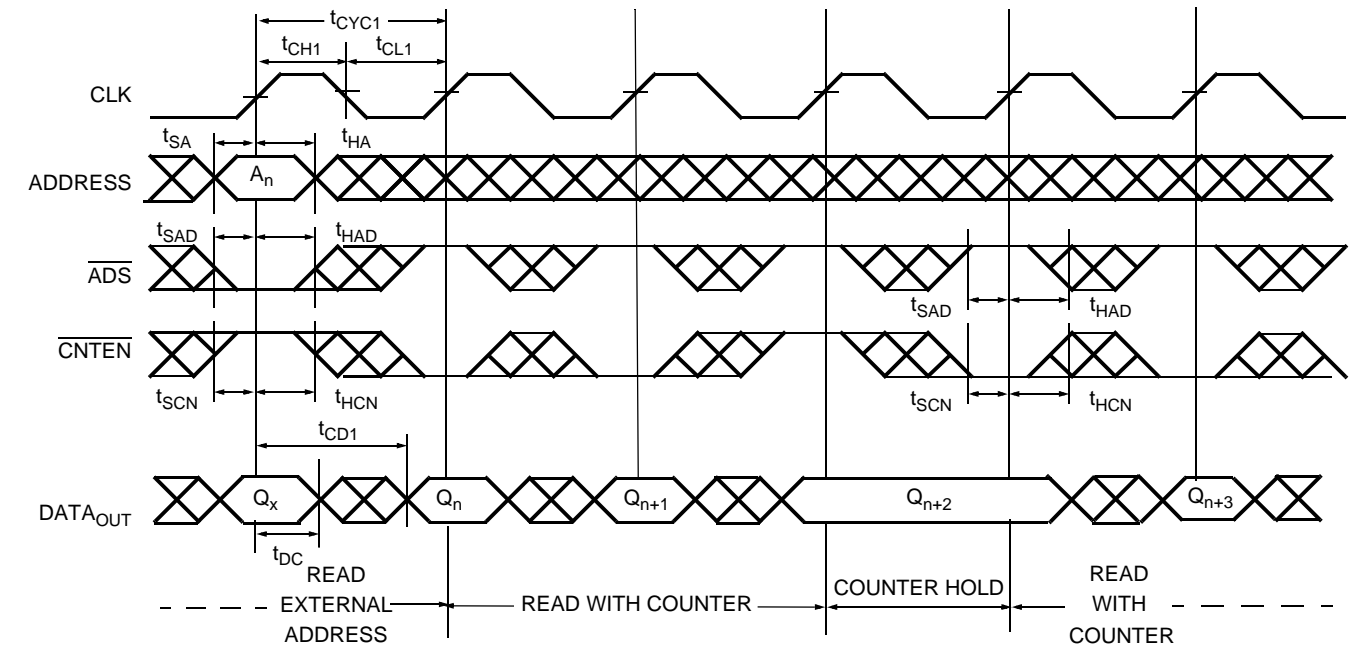 tCYC1
tCH1 tCL1
CLK
tSA tHA
ADDRESS An
tSAD tHAD
ADS
tSAD tHAD
CNTEN
tSCN tHCN tSCN tHCN
tCD1
DATAOUT Qx Qn Qn+1 Qn+2 Qn+3
tDC
READ EXTERNAL ADDRESS
READ WITH COUNTER
COUNTER HOLD
READ WITH COUNTER